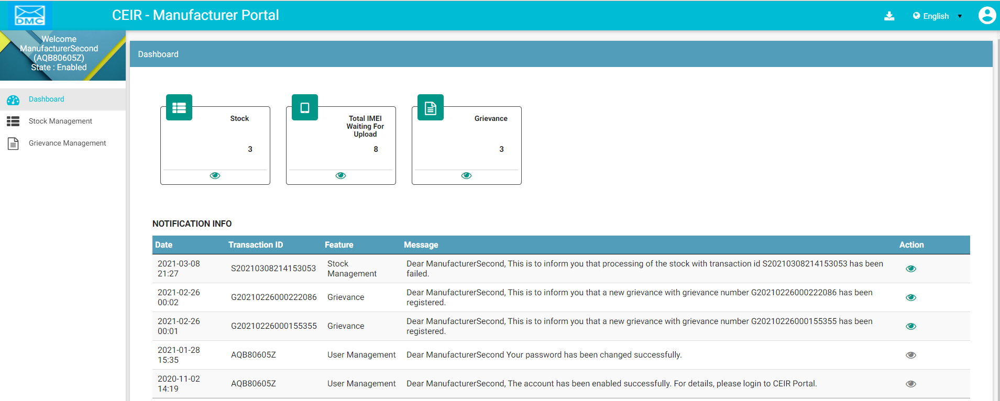 DMC
CEIR - Manufacturer Portal
English
Welcome
ManufacturerSecond
(AQB80605Z)
State : Enabled
Dashboard
Stock Management
Grievance Management
Dashboard
Stock
3
Total IMEI
Waiting For
Upload
8
Grievance
3
NOTIFICATION INFO
Date Transaction ID Feature Message Action
2021-03-08
21:27
S20210308214153053
Stock
Management
Dear ManufacturerSecond, This is to inform you that processing of the stock with transaction id S20210308214153053 has been
failed.
2021-02-26
00:02
G20210226000222086
Grievance
Dear ManufacturerSecond, This is to inform you that a new grievance with grievance number G20210226000222086 has been
registered.
2021-02-26
00:01
G20210226000155355
Grievance
Dear ManufacturerSecond, This is to inform you that a new grievance with grievance number G20210226000155355 has been
registered.
2021-01-28
15:35
AQB80605Z
User Management
Dear ManufacturerSecond Your password has been changed successfully.
2020-11-02
14:19
AQB80605Z
User Management
Dear ManufacturerSecond, The account has been enabled successfully. For details, please login to CEIR Portal.